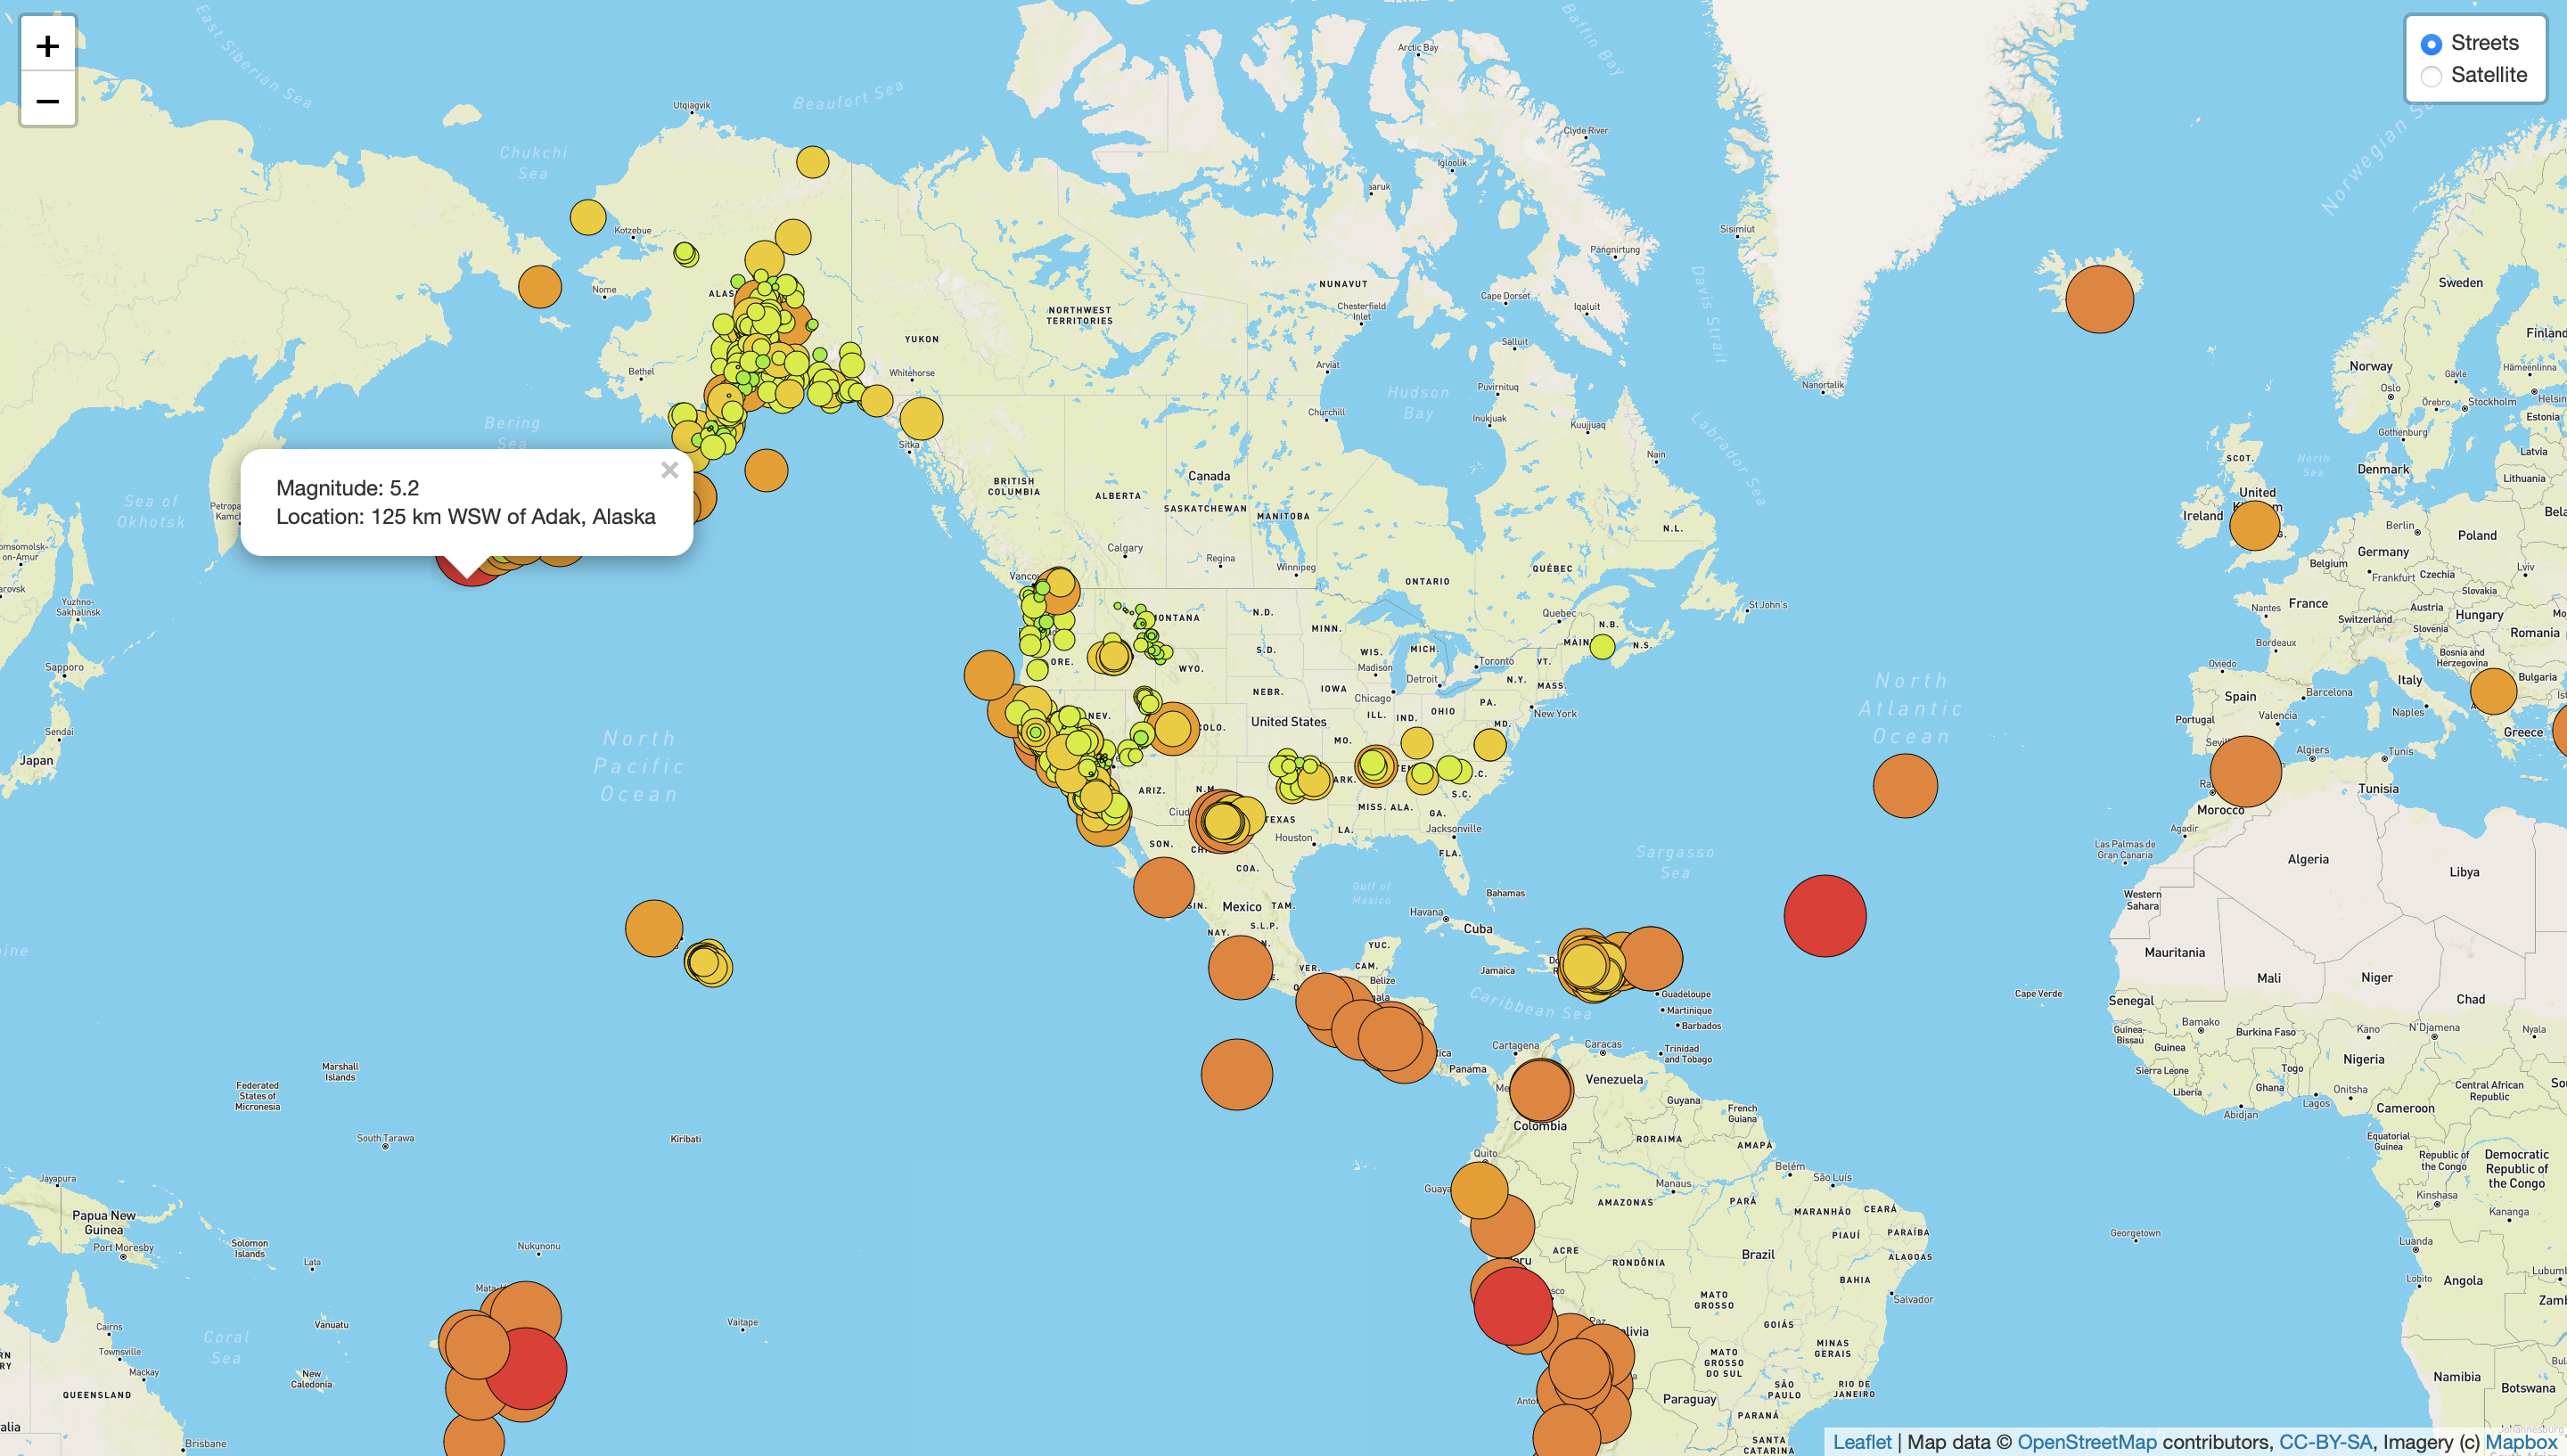 +
−
Streets
Satellite
East Siberian Sea
Beaufort Sea
Baffin Bay
Arctic Bay
Utqiagvik
Chukchi
Sea
Clyde River
Igloolik
Norwegian
Kotzebue
Nome
Pangnirtung
Sisimiut
NUNAVUT
Chesterfield
Inlet
Cape Dorset
Iqaluit
Davis Strait
NORTHWEST
TERRITORIES
YUKON
Whitehorse
Bethel
Arviat
Salluit
Puvirnituq
Inukjuak
Kuujjuaq
Hudson
Bay
Churchill
Nanortalik
Labrador Sea
Nain
Sitka
Bering
Sea
Sweden
Finland
Norway
Oslo
Gävle
Hämeenlinna
Örebro
Stockholm
Estonia
Gothenburg
Latvia
SCOT.
North
Sea
Denmark
Lithuania
United
Ireland
Berlin
Poland
Germany
Belgium
Frankfurt
Czechia
Lviv
Slovakia
Nantes
France
Austria
Hungary
Switzerland
Slovenia
Romania
Bordeaux
Bosnia and
Herzegovina
Oviedo
Italy
Bulgaria
Spain
Barcelona
Portugal
Valencia
Naples
Greece
Algiers
Tunis
Tunisia
Morocco
Agadir
Magnitude: 5.2
Location: 125 km WSW of Adak, Alaska
×
Sea of
Okhotsk
Yuzhno-
Sakhalinsk
Sapporo
Sendai
Japan
BRITISH
COLUMBIA
ALBERTA
Canada
SASKATCHEWAN
MANITOBA
Calgary
Regina
Winnipeg
ONTARIO
QUÉBEC
N.L.
St John's
Quebec
N.B.
N.S.
N.D.
MINN.
S.D.
WIS.
MICH.
Madison
Toronto
VT.
ORE.
WYO.
NEBR.
IOWA
Chicago
Detroit
N.Y.
MASS.
PA.
New York
NEV.
United States
ILL.
IND.
OHIO
MD.
MO.
ARIZ.
MISS.
ALA.
GA.
S.C.
TEXAS
LA.
Jacksonville
Houston
FLA.
SON.
COA.
Mexico
TAM.
NAY.
S.L.P.
VER.
YUC.
CAM.
Belize
North
Pacific
Ocean
North
Atlantic
Ocean
Sargasso
Sea
Gulf of
Mexico
Bahamas
Havana
Cuba
Jamaica
Caribbean Sea
Guadeloupe
Martinique
Barbados
Trinidad
and Tobago
Cartagena
Caracas
Panama
Venezuela
Guyana
French
Guiana
Colombia
RORAIMA
AMAPÁ
Quito
Belém
São Luís
Manaus
AMAZONAS
PARÁ
MARANHÃO
CEARÁ
PIAUÍ
PARAÍBA
ACRE
RONDÔNIA
Brazil
ALAGOAS
BAHIA
Salvador
MATO
GROSSO
GOIÁS
MATO
GROSSO
DO SUL
MINAS
GERAIS
SÃO
PAULO
RIO DE
JANEIRO
Paraguay
PARANÁ
SANTA
CATARINA
Las Palmas de
Gran Canaria
Algeria
Libya
Western
Sahara
Mauritania
Mali
Niger
Chad
Cape Verde
Senegal
Guinea-
Bissau
Bamako
Burkina Faso
Kano
N'Djamena
Nyala
Guinea
Nigeria
Sierra Leone
Togo
Liberia
Ghana
Onitsha
Central African
Republic
Abidjan
Lagos
Cameroon
Equatorial
Guinea
Republic of
the Congo
Democratic
Republic of
the Congo
Kinshasa
Kananga
Georgetown
Luanda
Lobito
Angola
Namibia
Botswana
Marshall
Islands
Federated
States of
Micronesia
South Tarawa
Kiribati
Jayapura
Papua New
Guinea
Port Moresby
Solomon
Islands
Lata
Nukunonu
Vanuatu
Vaitape
Cairns
Townsville
Mackay
Coral
Sea
New
Caledonia
QUEENSLAND
Brisbane
Leaflet | Map data © OpenStreetMap contributors, CC-BY-SA, Imagery (c) Mapbox